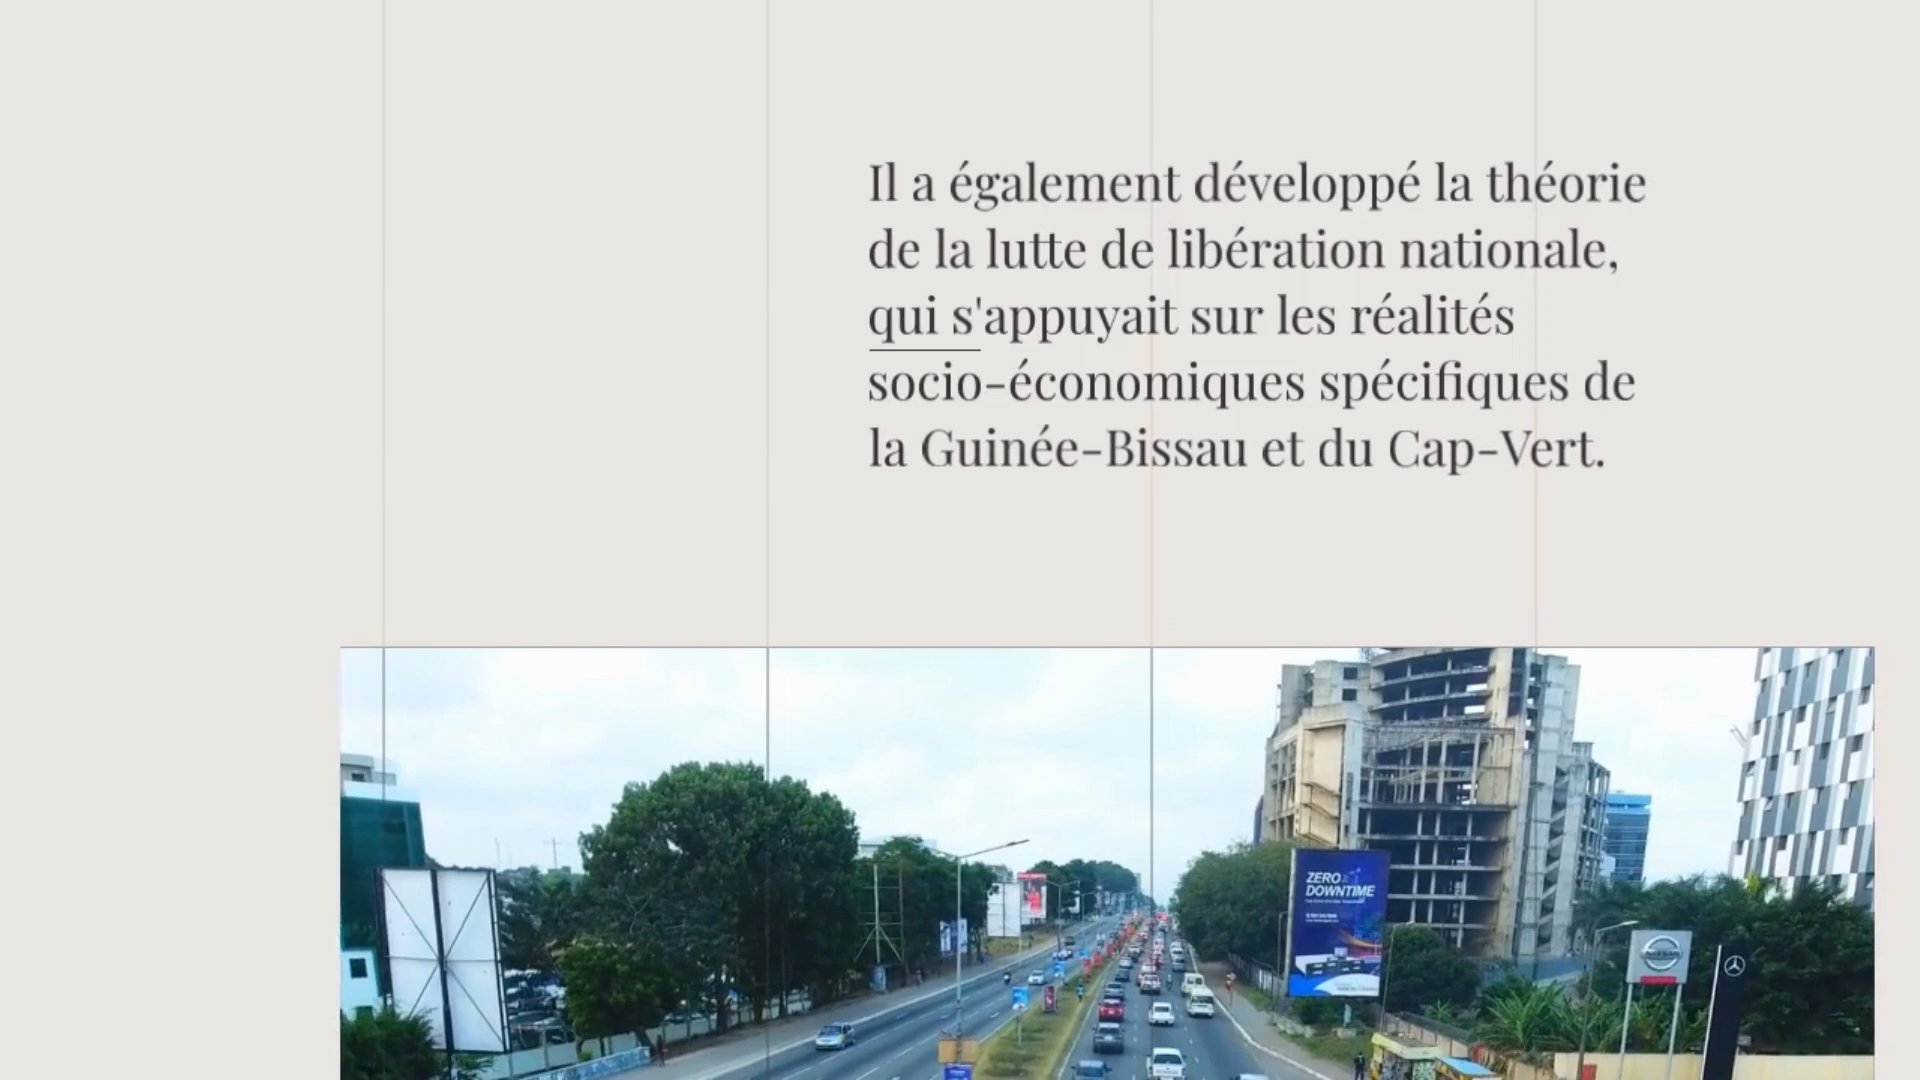 Il a également développé la théorie
de la lutte de libération nationale,
qui s'appuyait sur les réalités
socio-économiques spécifiques de
la Guinée-Bissau et du Cap-Vert.
ZERO
DOWNTIME
NISSAN